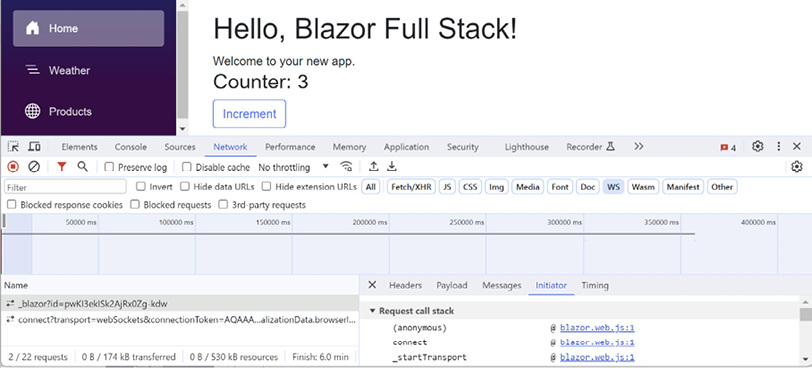 Home
Hello, Blazor Full Stack!
Welcome to your new app.
Weather
Counter: 3
Products
Increment
Elements Console Sources Network Performance Memory Application Security Lighthouse Recorder 4
Preserve log Disable cache No throttling
Filter Invert Hide data URLs Hide extension URLs All Fetch/XHR JS CSS Img Media Font Doc WS Wasm Manifest Other
Blocked response cookies Blocked requests 3rd-party requests
50000 ms 100000 ms 150000 ms 200000 ms 250000 ms 300000 ms 350000 ms 400000 ms
Name Headers Payload Messages Initiator Timing
_blazor?id=pwKI3ekISk2AjRx0Zg-kdw
Request call stack
connect?transport=webSockets&connectionToken=AQAAA...alizationData.browserl...
(anonymous) @ blazor.web.js:1
connect @ blazor.web.js:1
_startTransport @ blazor.web.js:1
2 / 22 requests 0 B / 174 kB transferred 0 B / 530 kB resources Finish: 6.0 min